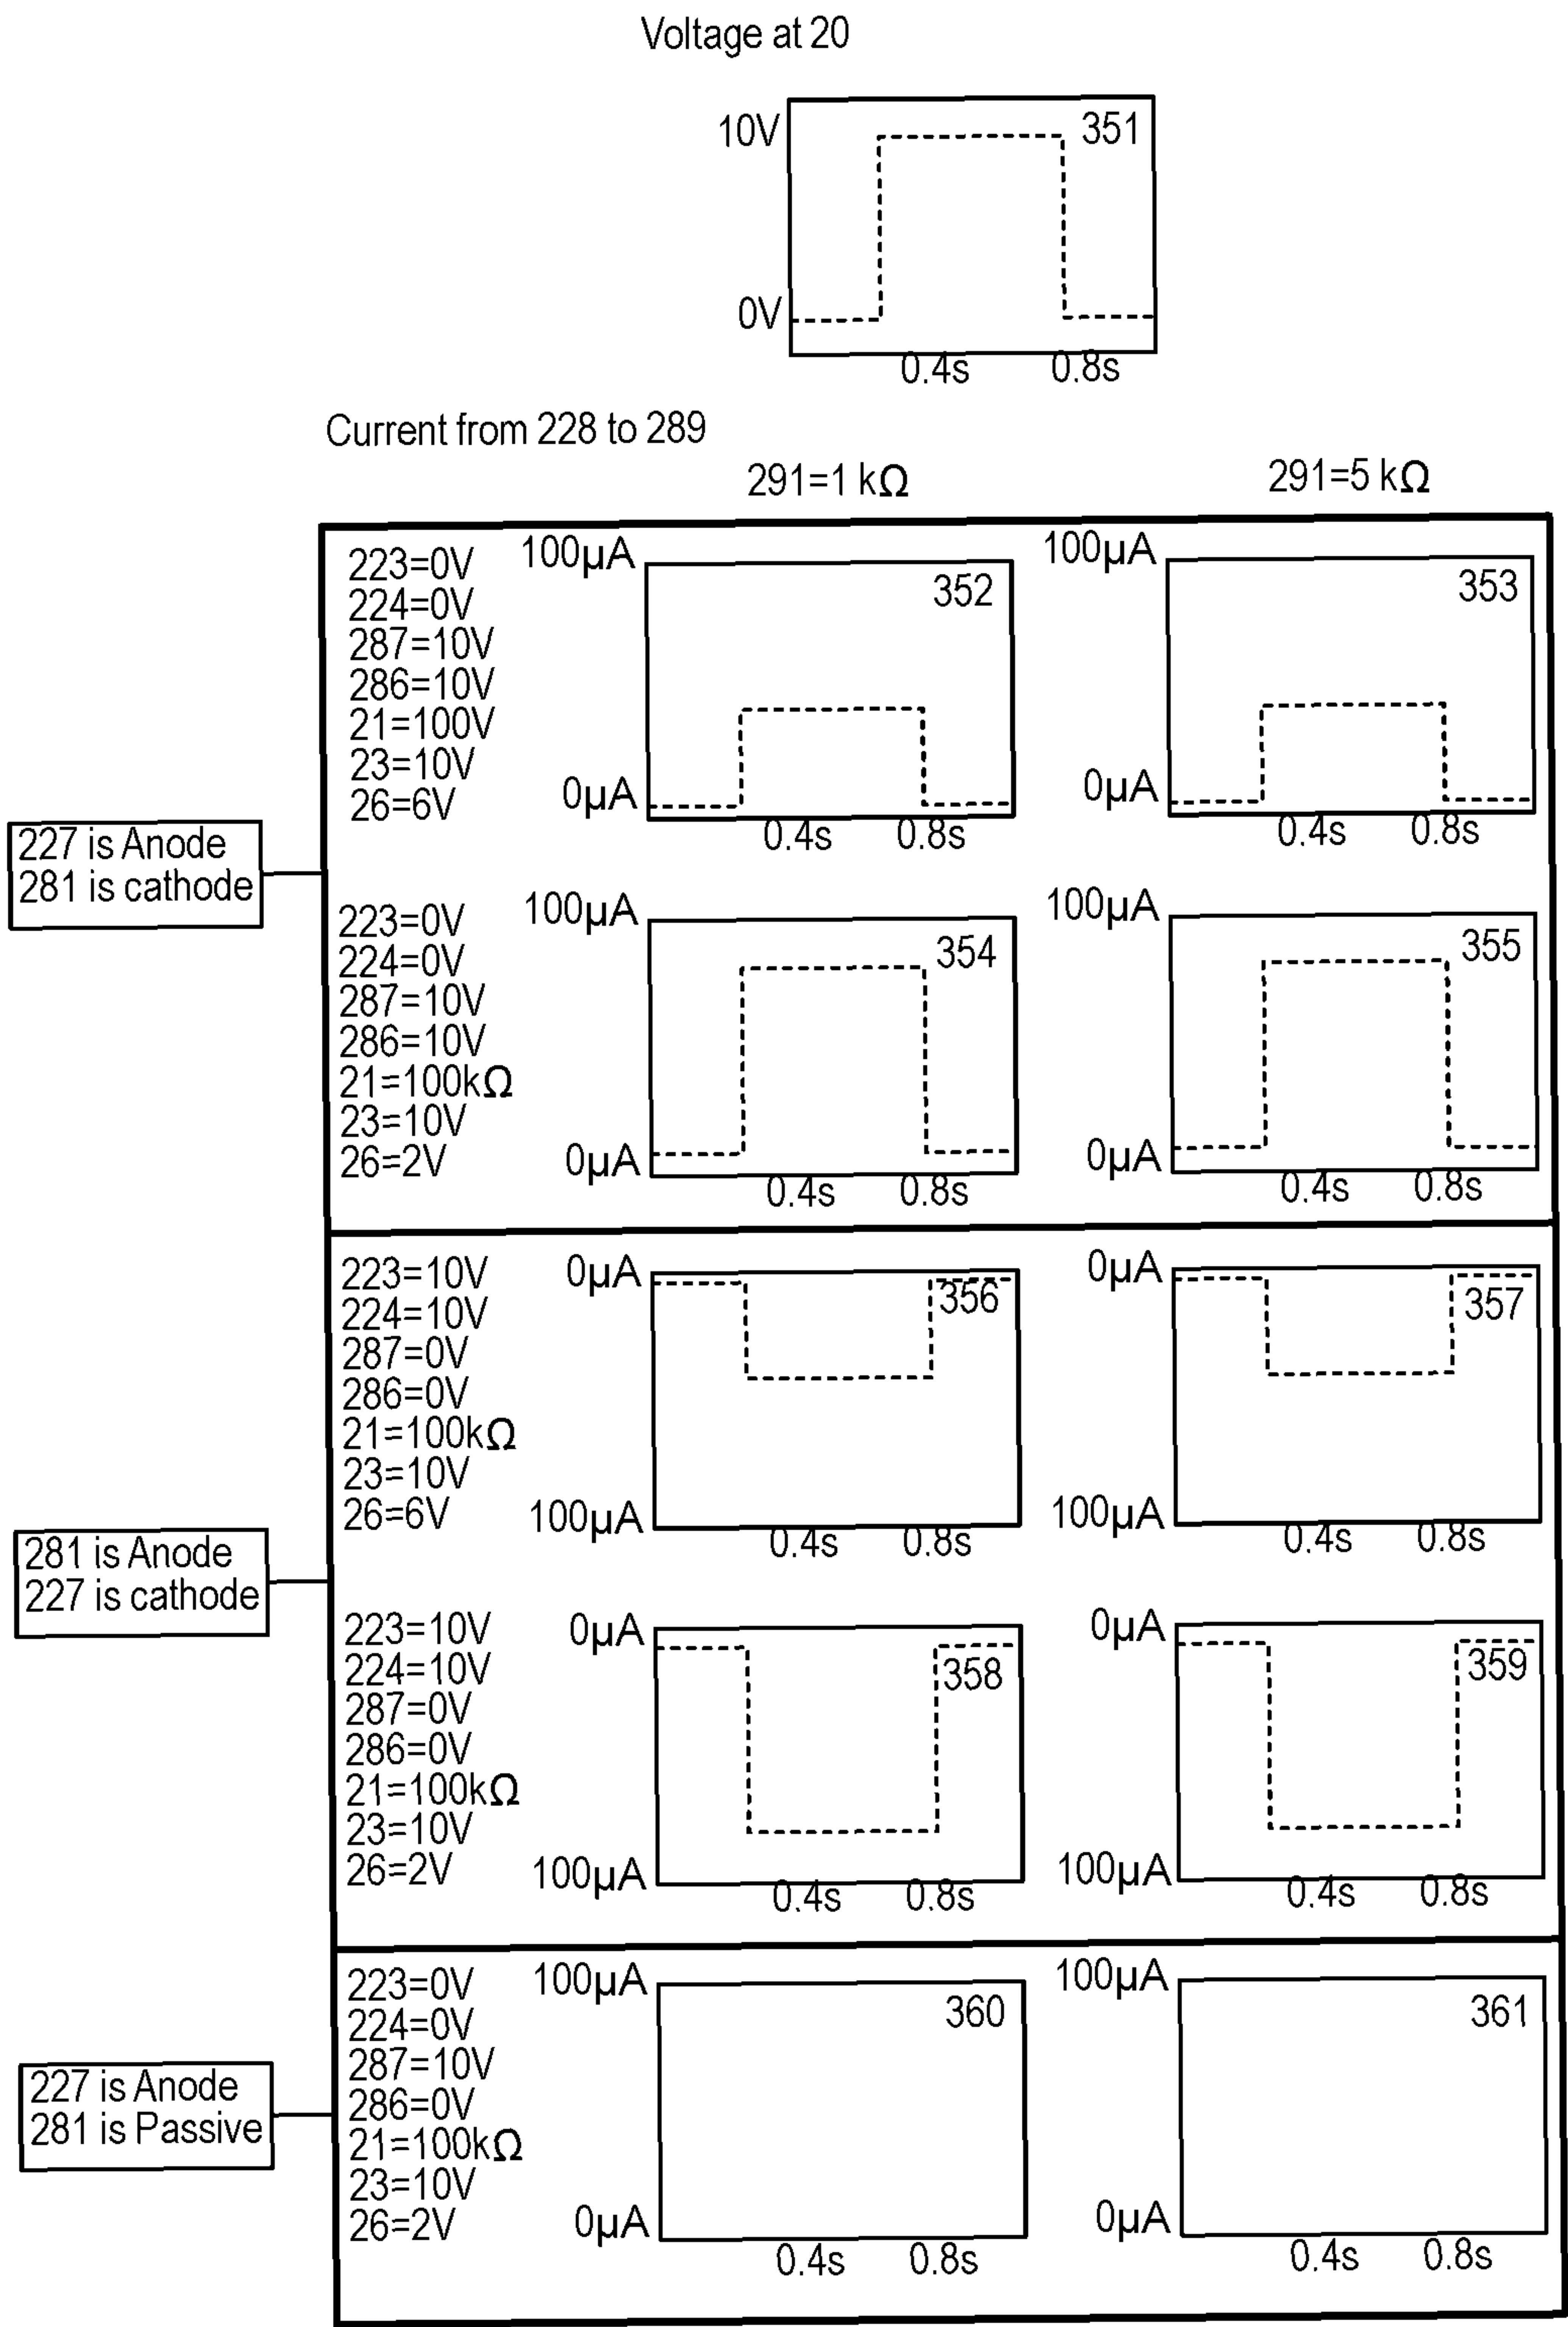 Voltage at 20
10V
351
0V
0.4s 0.8s
Current from 228 to 289
291=1 kΩ 291=5 kΩ
227 is Anode
281 is cathode
223=0V
224=0V
287=10V
286=10V
21=100V
23=10V
26=6V
100µA
352
0µA
0.4s 0.8s
100µA
353
0µA
0.4s 0.8s
223=0V
224=0V
287=10V
286=10V
21=100kΩ
23=10V
26=2V
100µA
354
0µA
0.4s 0.8s
100µA
355
0µA
0.4s 0.8s
281 is Anode
227 is cathode
223=10V
224=10V
287=0V
286=0V
21=100kΩ
23=10V
26=6V
0µA
356
100µA
0.4s 0.8s
0µA
357
100µA
0.4s 0.8s
223=10V
224=10V
287=0V
286=0V
21=100kΩ
23=10V
26=2V
0µA
358
100µA
0.4s 0.8s
0µA
359
100µA
0.4s 0.8s
227 is Anode
281 is Passive
223=0V
224=0V
287=10V
286=0V
21=100kΩ
23=10V
26=2V
100µA
360
0µA
0.4s 0.8s
100µA
361
0µA
0.4s 0.8s